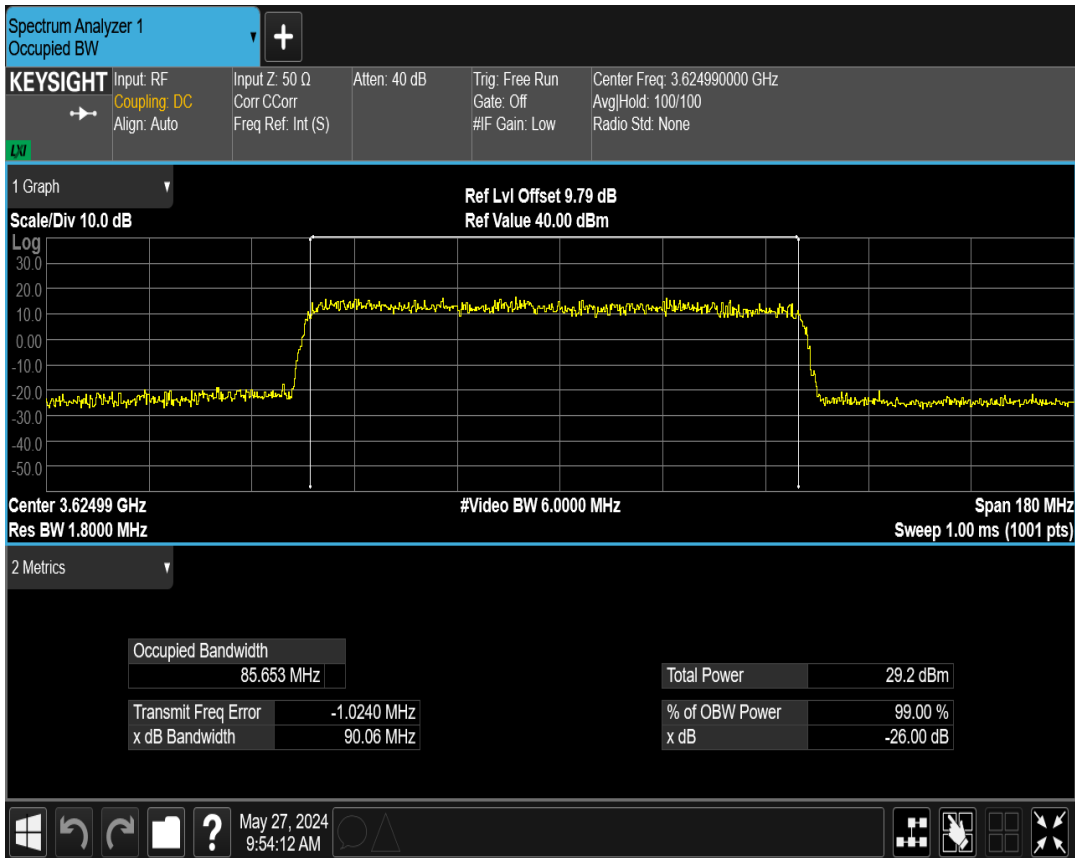 Spectrum Analyzer 1
Occupied BW
KEYSIGHT
LXI
Input: RF
Coupling: DC
Align: Auto
Input Z: 50 Ω
Corr CCorr
Freq Ref: Int (S)
Atten: 40 dB
Trig: Free Run
Gate: Off
#IF Gain: Low
Center Freq: 3.624990000 GHz
Avg|Hold: 100/100
Radio Std: None
1 Graph
Ref Lvl Offset 9.79 dB
Scale/Div 10.0 dB
Ref Value 40.00 dBm
Log
30.0
20.0
10.0
0.00
-10.0
-20.0
-30.0
-40.0
-50.0
Center 3.62499 GHz
#Video BW 6.0000 MHz
Span 180 MHz
Res BW 1.8000 MHz
Sweep 1.00 ms (1001 pts)
2 Metrics
Occupied Bandwidth
85.653 MHz
Total Power 29.2 dBm
Transmit Freq Error -1.0240 MHz
% of OBW Power 99.00 %
x dB Bandwidth 90.06 MHz
x dB -26.00 dB
?
May 27, 2024
9:54:12 AM